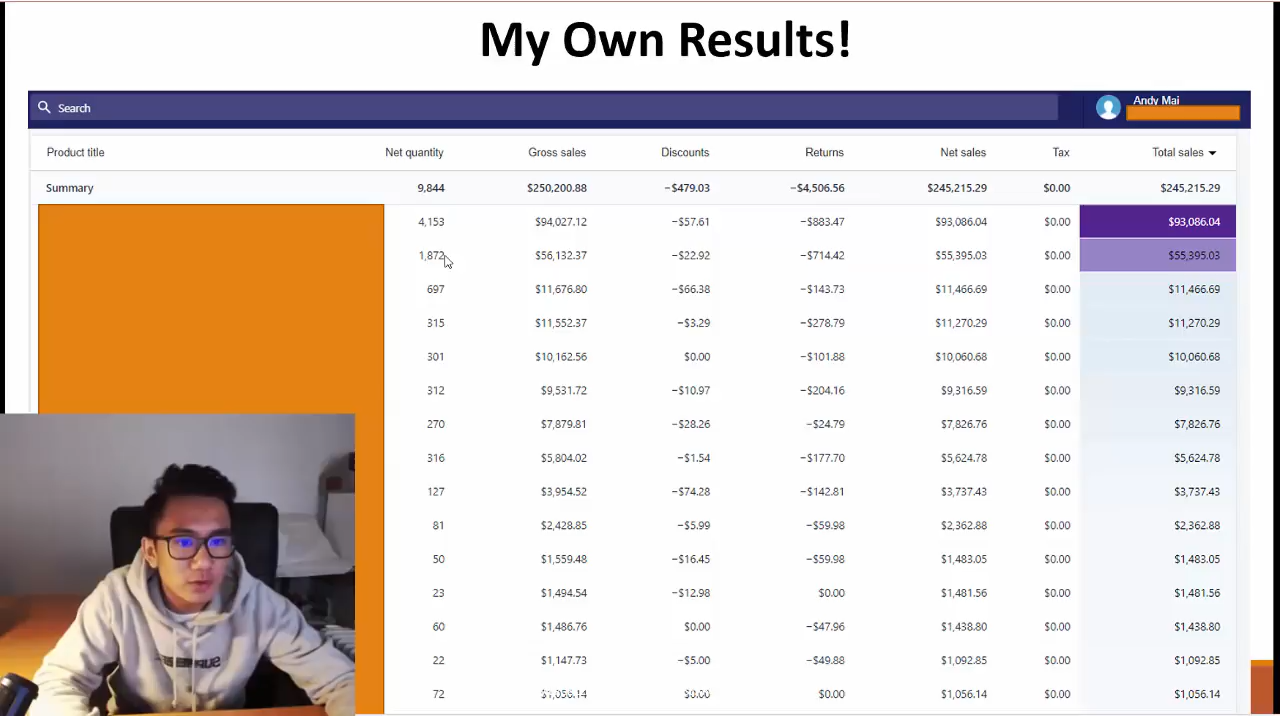 My Own Results!
Search
Andy Mai
Product title Net quantity Gross sales Discounts Returns Net sales Tax Total sales
Summary 9,844 $250,200.88 −$479.03 −$4,506.56 $245,215.29 $0.00 $245,215.29
4,153 $94,027.12 −$57.61 −$883.47 $93,086.04 $0.00 $93,086.04
1,872 $56,132.37 −$22.92 −$714.42 $55,395.03 $0.00 $55,395.03
697 $11,676.80 −$66.38 −$143.73 $11,466.69 $0.00 $11,466.69
315 $11,552.37 −$3.29 −$278.79 $11,270.29 $0.00 $11,270.29
301 $10,162.56 $0.00 −$101.88 $10,060.68 $0.00 $10,060.68
312 $9,531.72 −$10.97 −$204.16 $9,316.59 $0.00 $9,316.59
270 $7,879.81 −$28.26 −$24.79 $7,826.76 $0.00 $7,826.76
316 $5,804.02 −$1.54 −$177.70 $5,624.78 $0.00 $5,624.78
127 $3,954.52 −$74.28 −$142.81 $3,737.43 $0.00 $3,737.43
81 $2,428.85 −$5.99 −$59.98 $2,362.88 $0.00 $2,362.88
50 $1,559.48 −$16.45 −$59.98 $1,483.05 $0.00 $1,483.05
23 $1,494.54 −$12.98 $0.00 $1,481.56 $0.00 $1,481.56
60 $1,486.76 $0.00 −$47.96 $1,438.80 $0.00 $1,438.80
22 $1,147.73 −$5.00 −$49.88 $1,092.85 $0.00 $1,092.85
72 $1,056.14 $0.00 $0.00 $1,056.14 $0.00 $1,056.14